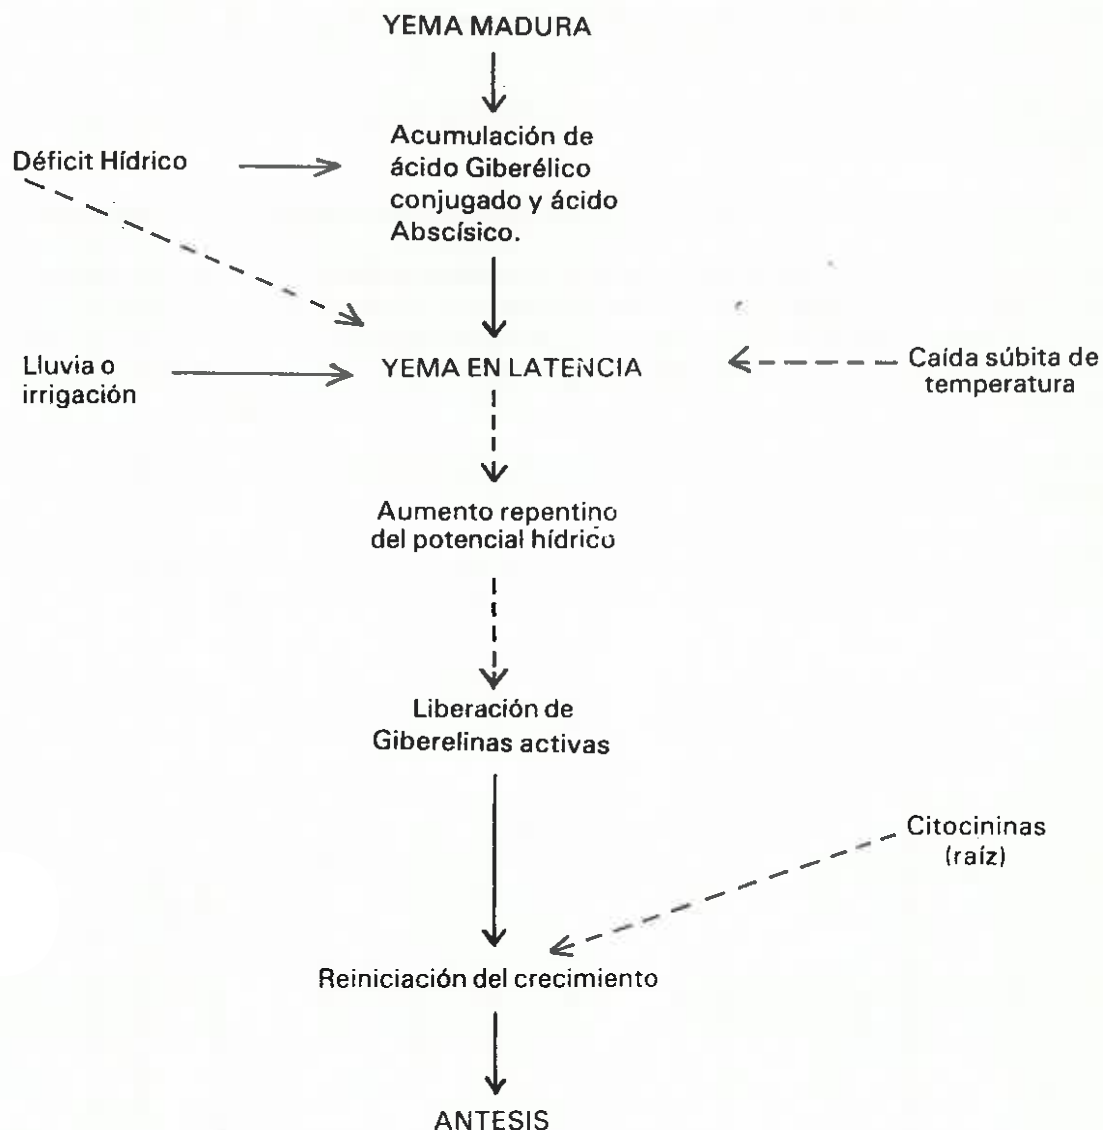 YEMA MADURA
Acumulación de
ácido Giberélico
conjugado y ácido
Abscísico.
Déficit Hídrico
Lluvia o
irrigación
YEMA EN LATENCIA
Caída súbita de
temperatura
Aumento repentino
del potencial hídrico
Liberación de
Giberelinas activas
Citocininas
(raíz)
Reiniciación del crecimiento
ANTESIS